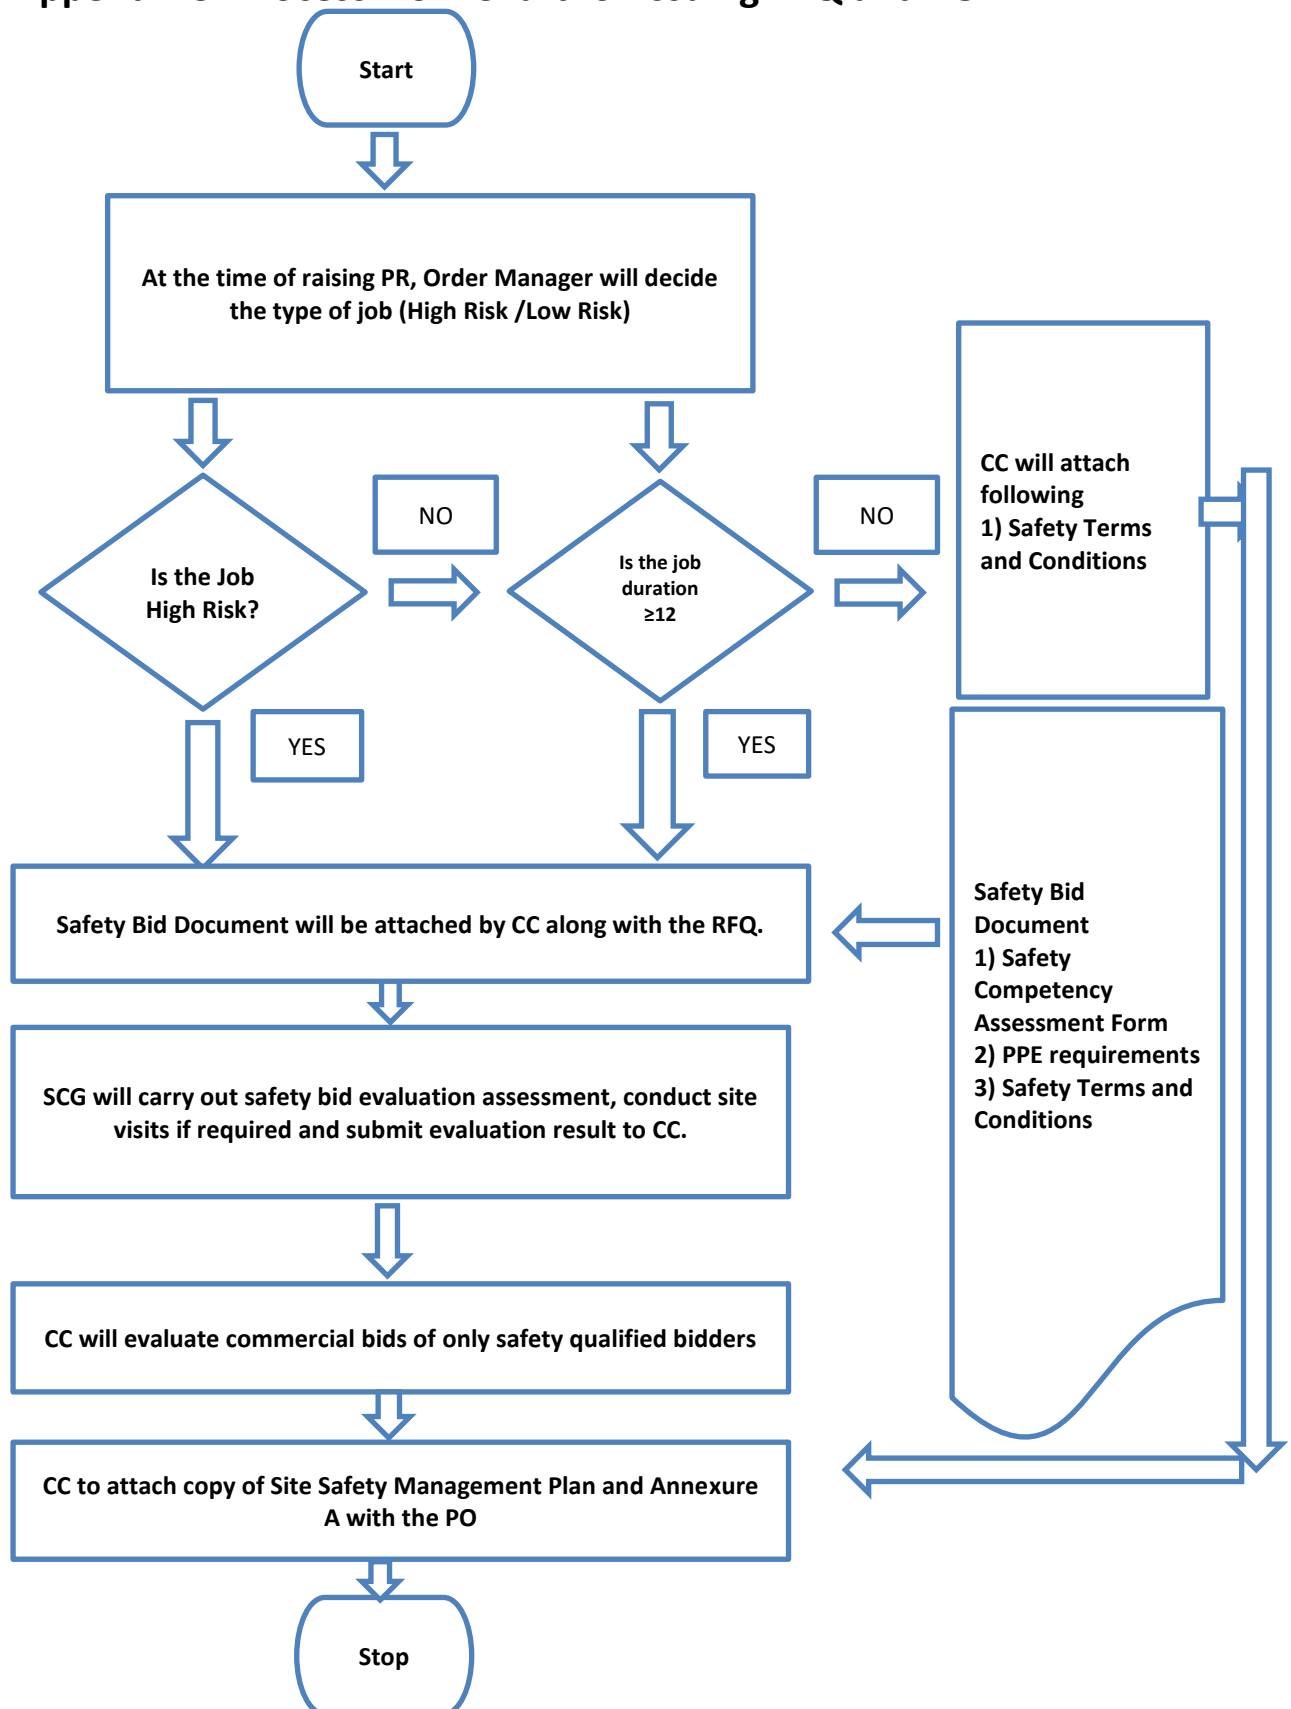 Start
At the time of raising PR, Order Manager will decide
the type of job (High Risk /Low Risk)
CC will attach
following
1) Safety Terms
and Conditions
NO
NO
Is the Job
High Risk?
Is the job
duration
≥12
YES
YES
Safety Bid Document will be attached by CC along with the RFQ.
Safety Bid
Document
1) Safety
Competency
Assessment Form
2) PPE requirements
3) Safety Terms and
Conditions
SCG will carry out safety bid evaluation assessment, conduct site
visits if required and submit evaluation result to CC.
CC will evaluate commercial bids of only safety qualified bidders
CC to attach copy of Site Safety Management Plan and Annexure
A with the PO
Stop